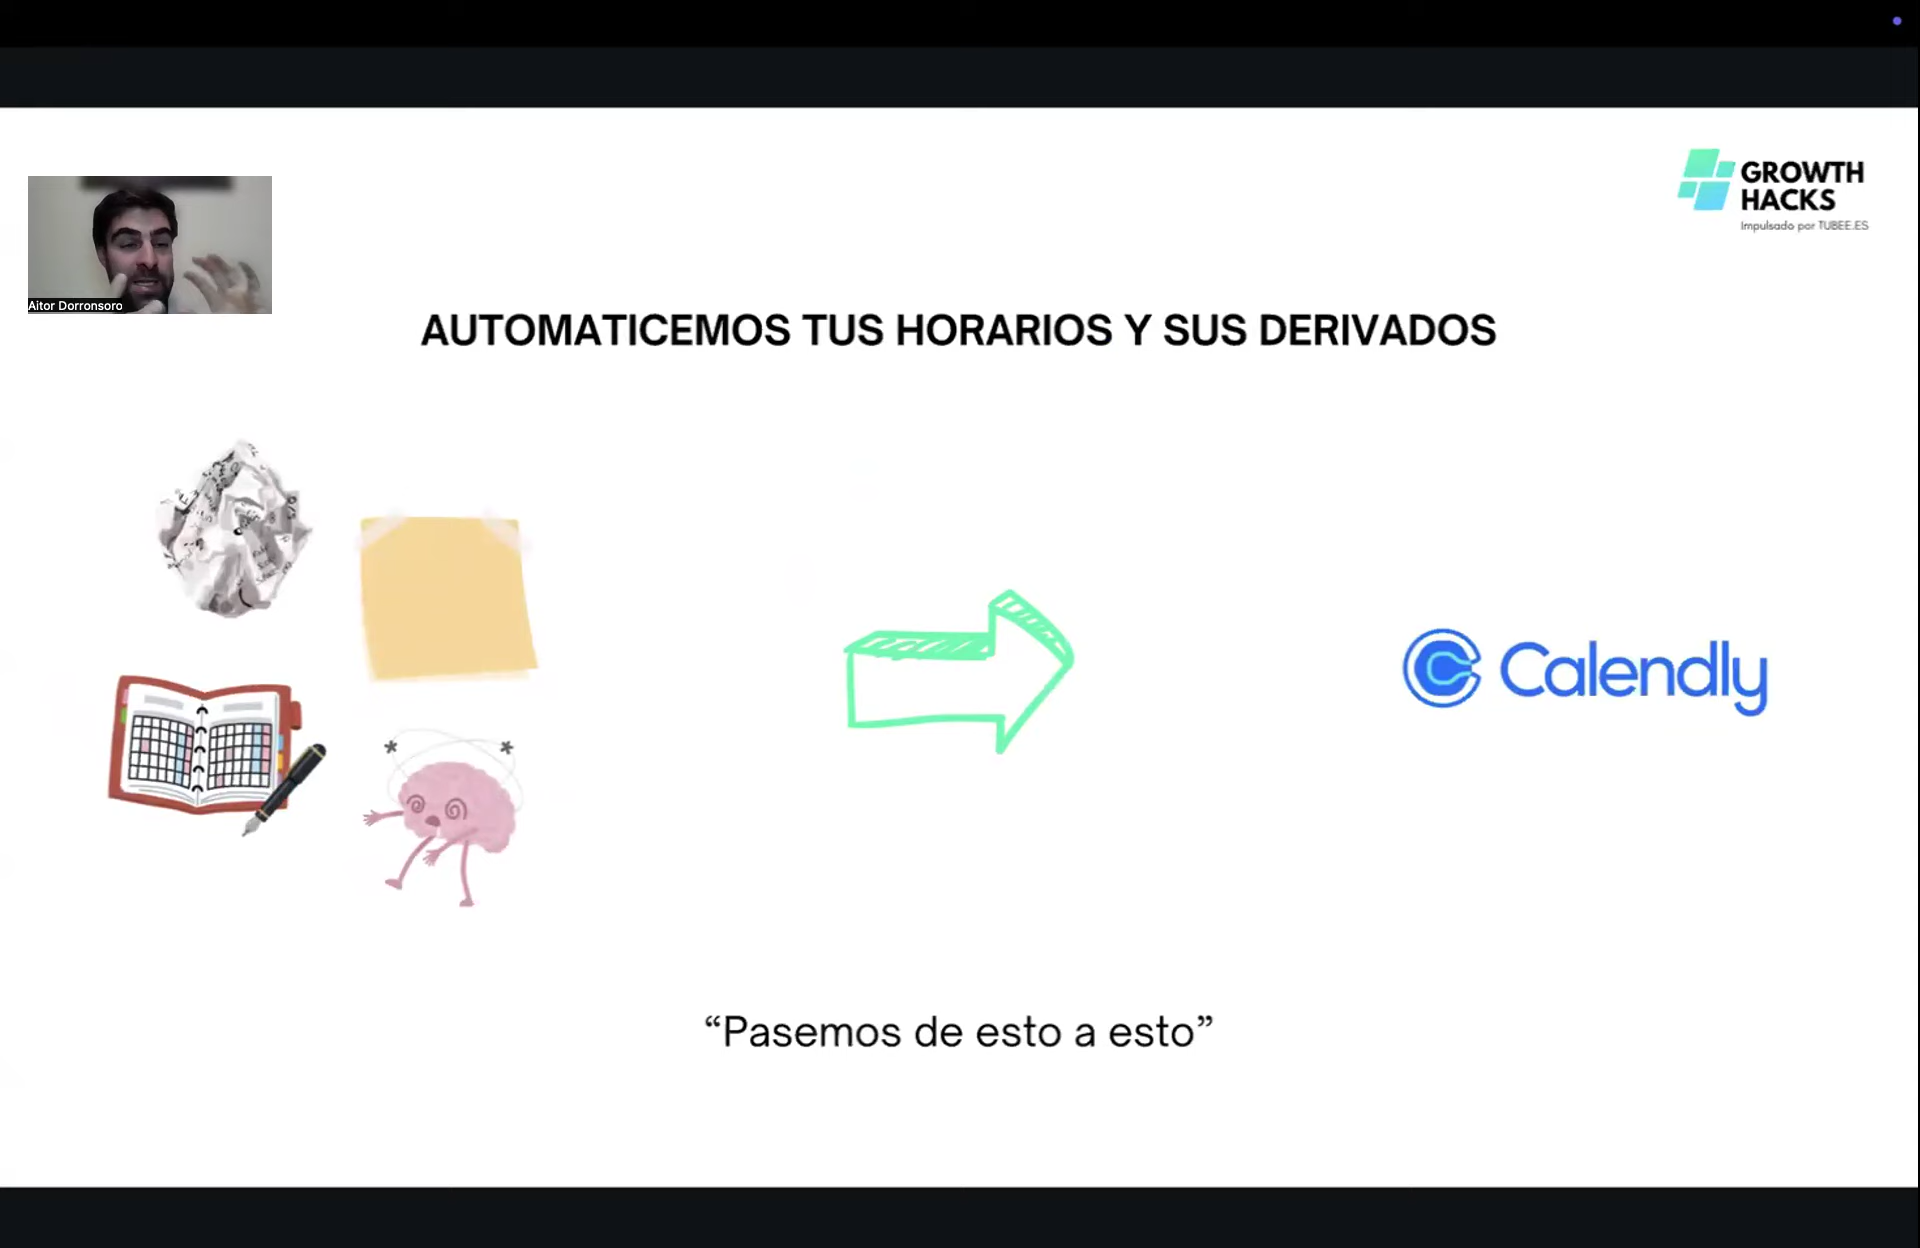 GROWTH
HACKS
Impulsado por TUBEE.ES
Aitor Dorronsoro
AUTOMATICEMOS TUS HORARIOS Y SUS DERIVADOS
Calendly
“Pasemos de esto a esto”